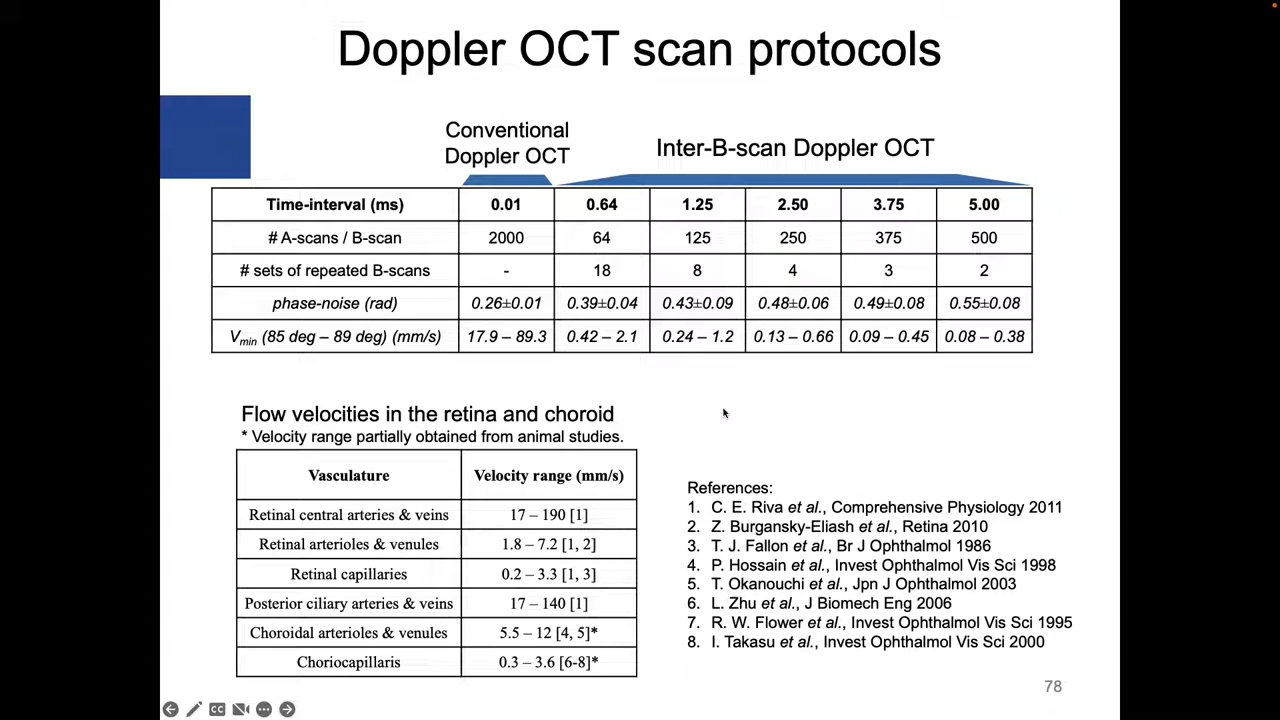 Doppler OCT scan protocols
Conventional
Doppler OCT
Inter-B-scan Doppler OCT
Time-interval (ms) 0.01 0.64 1.25 2.50 3.75 5.00
# A-scans / B-scan 2000 64 125 250 375 500
# sets of repeated B-scans - 18 8 4 3 2
phase-noise (rad) 0.26±0.01 0.39±0.04 0.43±0.09 0.48±0.06 0.49±0.08 0.55±0.08
Vmin (85 deg – 89 deg) (mm/s) 17.9 – 89.3 0.42 – 2.1 0.24 – 1.2 0.13 – 0.66 0.09 – 0.45 0.08 – 0.38
Flow velocities in the retina and choroid
* Velocity range partially obtained from animal studies.
Vasculature Velocity range (mm/s)
Retinal central arteries & veins 17 – 190 [1]
Retinal arterioles & venules 1.8 – 7.2 [1, 2]
Retinal capillaries 0.2 – 3.3 [1, 3]
Posterior ciliary arteries & veins 17 – 140 [1]
Choroidal arterioles & venules 5.5 – 12 [4, 5]*
Choriocapillaris 0.3 – 3.6 [6-8]*
References:
1. C. E. Riva et al., Comprehensive Physiology 2011
2. Z. Burgansky-Eliash et al., Retina 2010
3. T. J. Fallon et al., Br J Ophthalmol 1986
4. P. Hossain et al., Invest Ophthalmol Vis Sci 1998
5. T. Okanouchi et al., Jpn J Ophthalmol 2003
6. L. Zhu et al., J Biomech Eng 2006
7. R. W. Flower et al., Invest Ophthalmol Vis Sci 1995
8. I. Takasu et al., Invest Ophthalmol Vis Sci 2000
78
CC